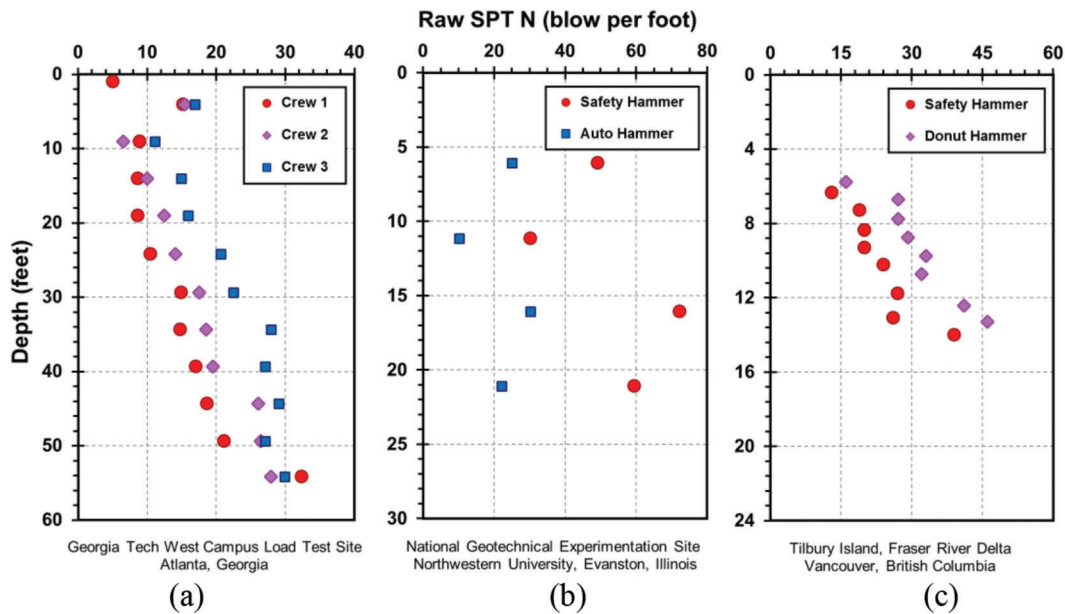 Raw SPT N (blow per foot)
0 10 20 30 40
0 20 40 60 80
0 15 30 45 60
Depth (feet)
0
10
20
30
40
50
60
Crew 1
Crew 2
Crew 3
0
5
10
15
20
25
30
Safety Hammer
Auto Hammer
0
4
8
12
16
20
24
Safety Hammer
Donut Hammer
Georgia Tech West Campus Load Test Site
Atlanta, Georgia
National Geotechnical Experimentation Site
Northwestern University, Evanston, Illinois
Tilbury Island, Fraser River Delta
Vancouver, British Columbia
(a)
(b)
(c)